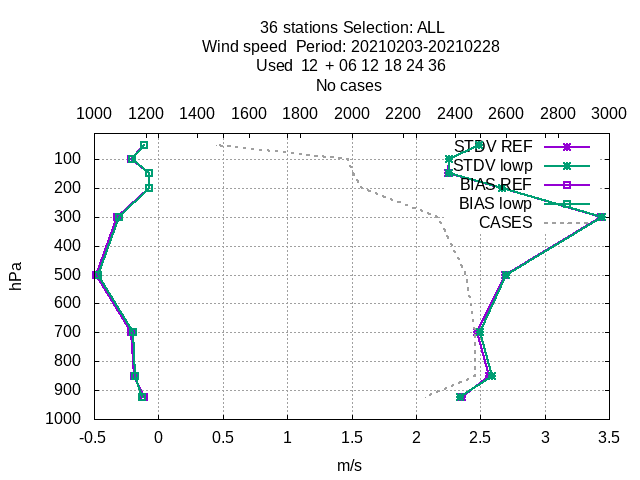 36 stations Selection: ALL
Wind speed  Period: 20210203-20210228
Used  12  + 06 12 18 24 36
No cases
1000 1200 1400 1600 1800 2000 2200 2400 2600 2800 3000
STDV REF
STDV lowp
BIAS REF
BIAS lowp
CASES
hPa
100
200
300
400
500
600
700
800
900
1000
-0.5 0 0.5 1 1.5 2 2.5 3 3.5
m/s